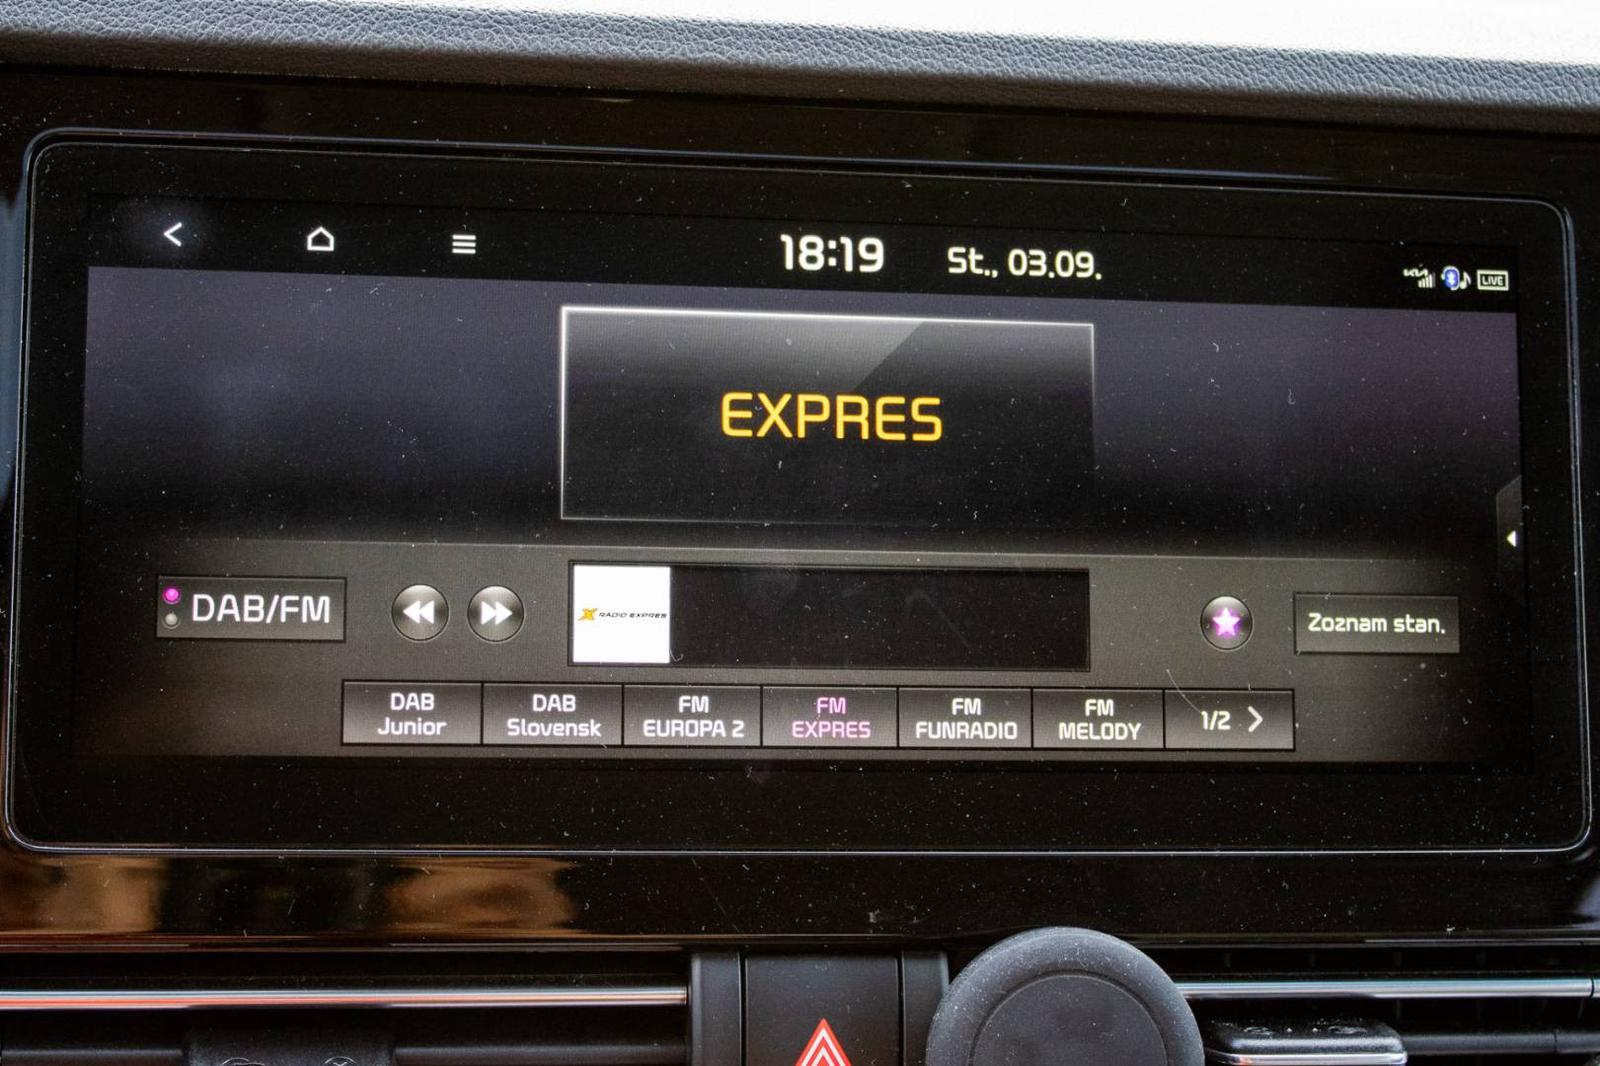 18:19 St., 03.09.
LIVE
EXPRES
DAB/FM
RADIO EXPRES
Zoznam stan.
DAB
Junior
DAB
Slovensk
FM
EUROPA 2
FM
EXPRES
FM
FUNRADIO
FM
MELODY
1/2